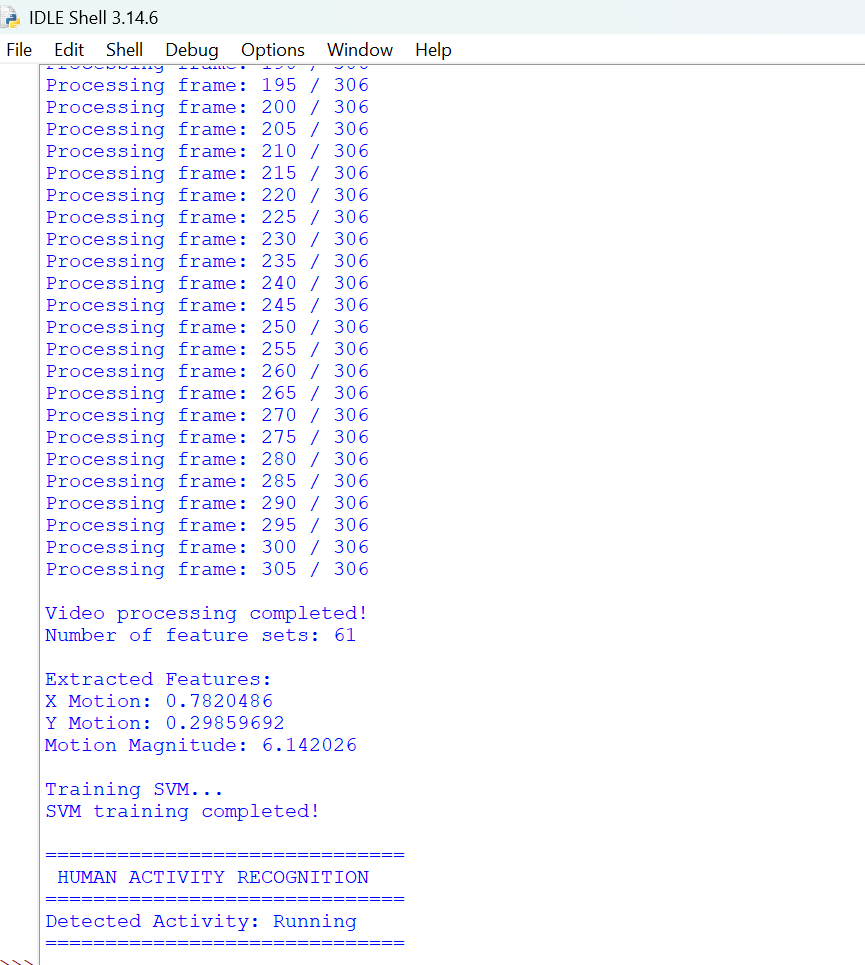 IDLE Shell 3.14.6
File Edit Shell Debug Options Window Help
Processing frame: 190 / 306
Processing frame: 195 / 306
Processing frame: 200 / 306
Processing frame: 205 / 306
Processing frame: 210 / 306
Processing frame: 215 / 306
Processing frame: 220 / 306
Processing frame: 225 / 306
Processing frame: 230 / 306
Processing frame: 235 / 306
Processing frame: 240 / 306
Processing frame: 245 / 306
Processing frame: 250 / 306
Processing frame: 255 / 306
Processing frame: 260 / 306
Processing frame: 265 / 306
Processing frame: 270 / 306
Processing frame: 275 / 306
Processing frame: 280 / 306
Processing frame: 285 / 306
Processing frame: 290 / 306
Processing frame: 295 / 306
Processing frame: 300 / 306
Processing frame: 305 / 306
Video processing completed!
Number of feature sets: 61
Extracted Features:
X Motion: 0.7820486
Y Motion: 0.29859692
Motion Magnitude: 6.142026
Training SVM...
SVM training completed!
==============================
HUMAN ACTIVITY RECOGNITION
==============================
Detected Activity: Running
==============================
>>>